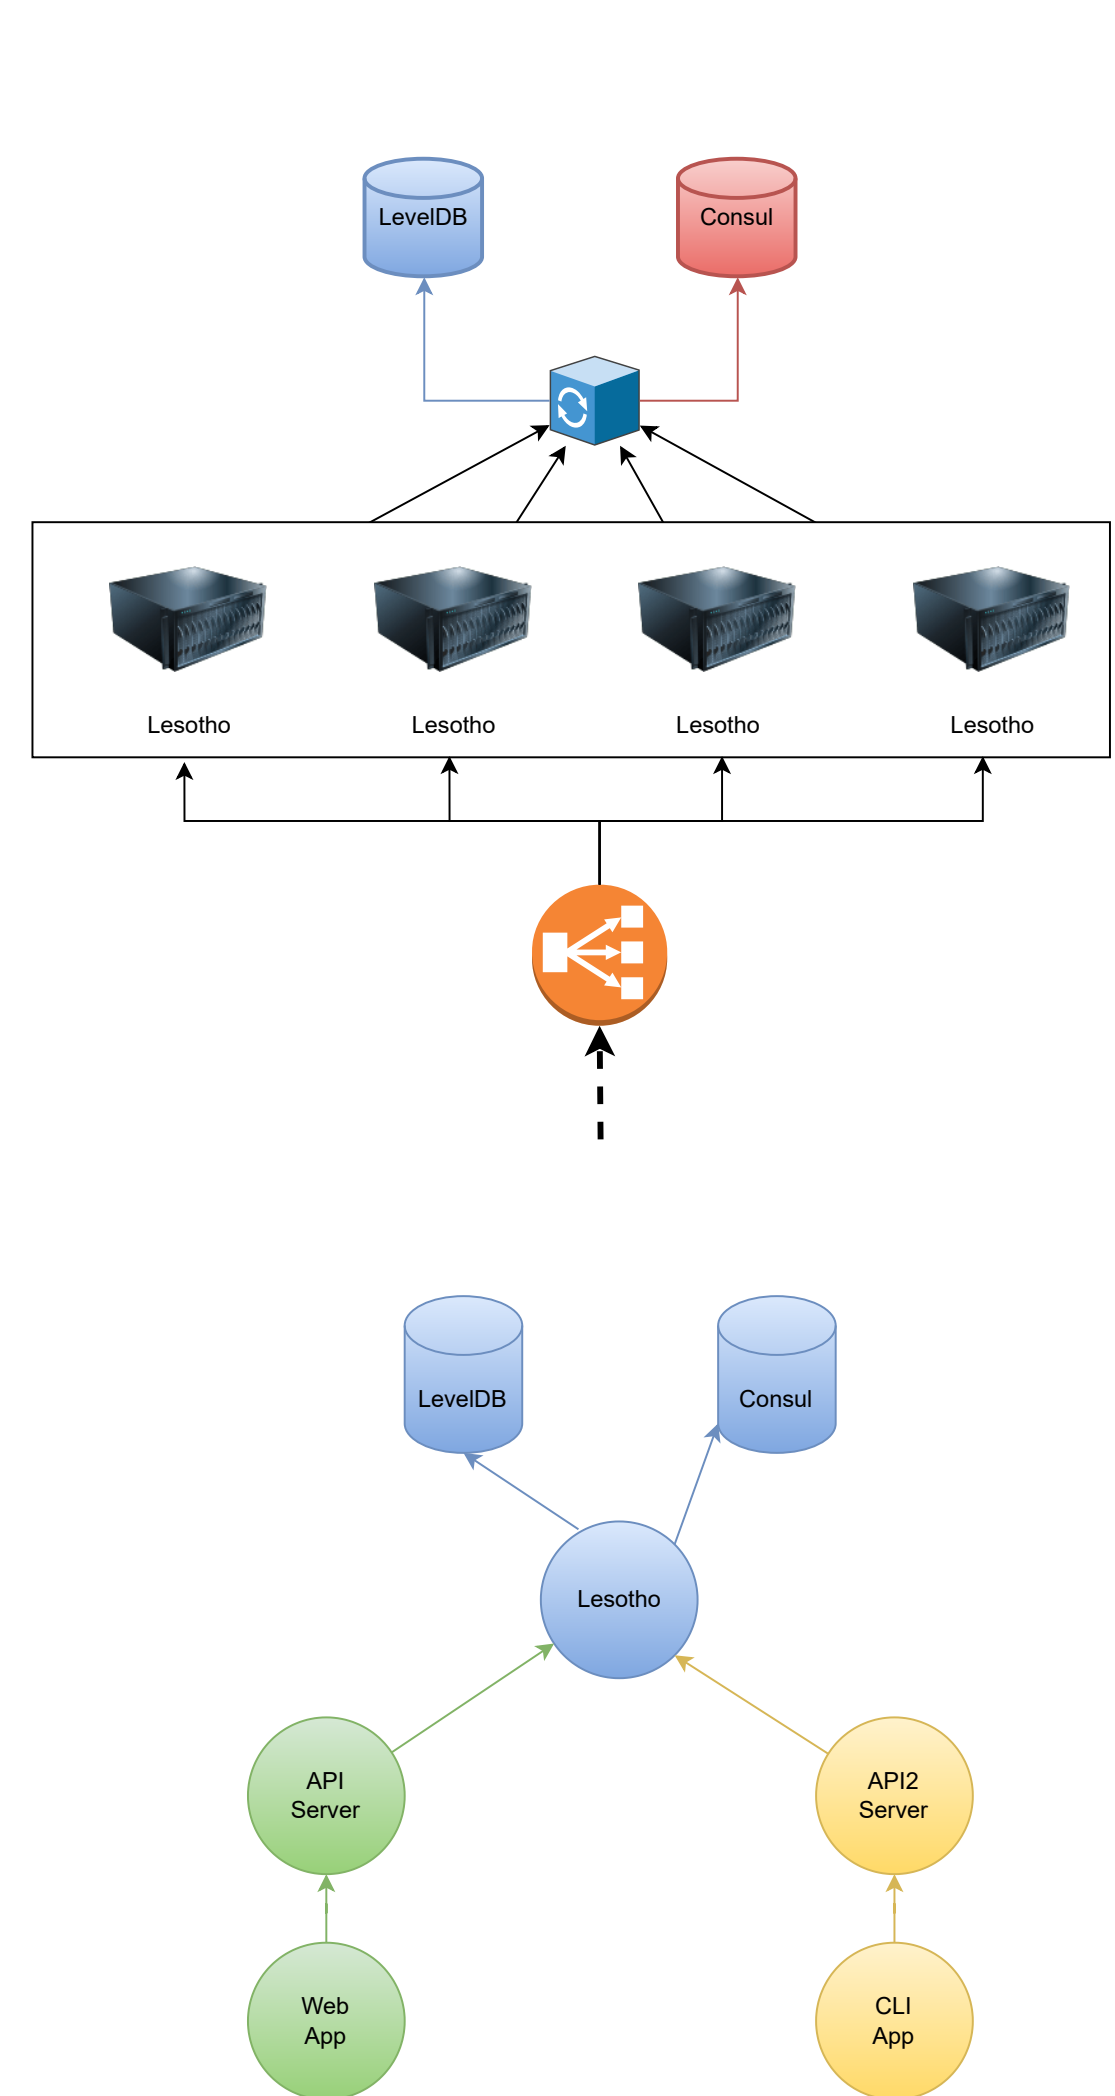 LevelDB
Consul
Lesotho
Lesotho
Lesotho
Lesotho
LevelDB
Consul
Lesotho
API
Server
API2
Server
Web
App
CLI
App